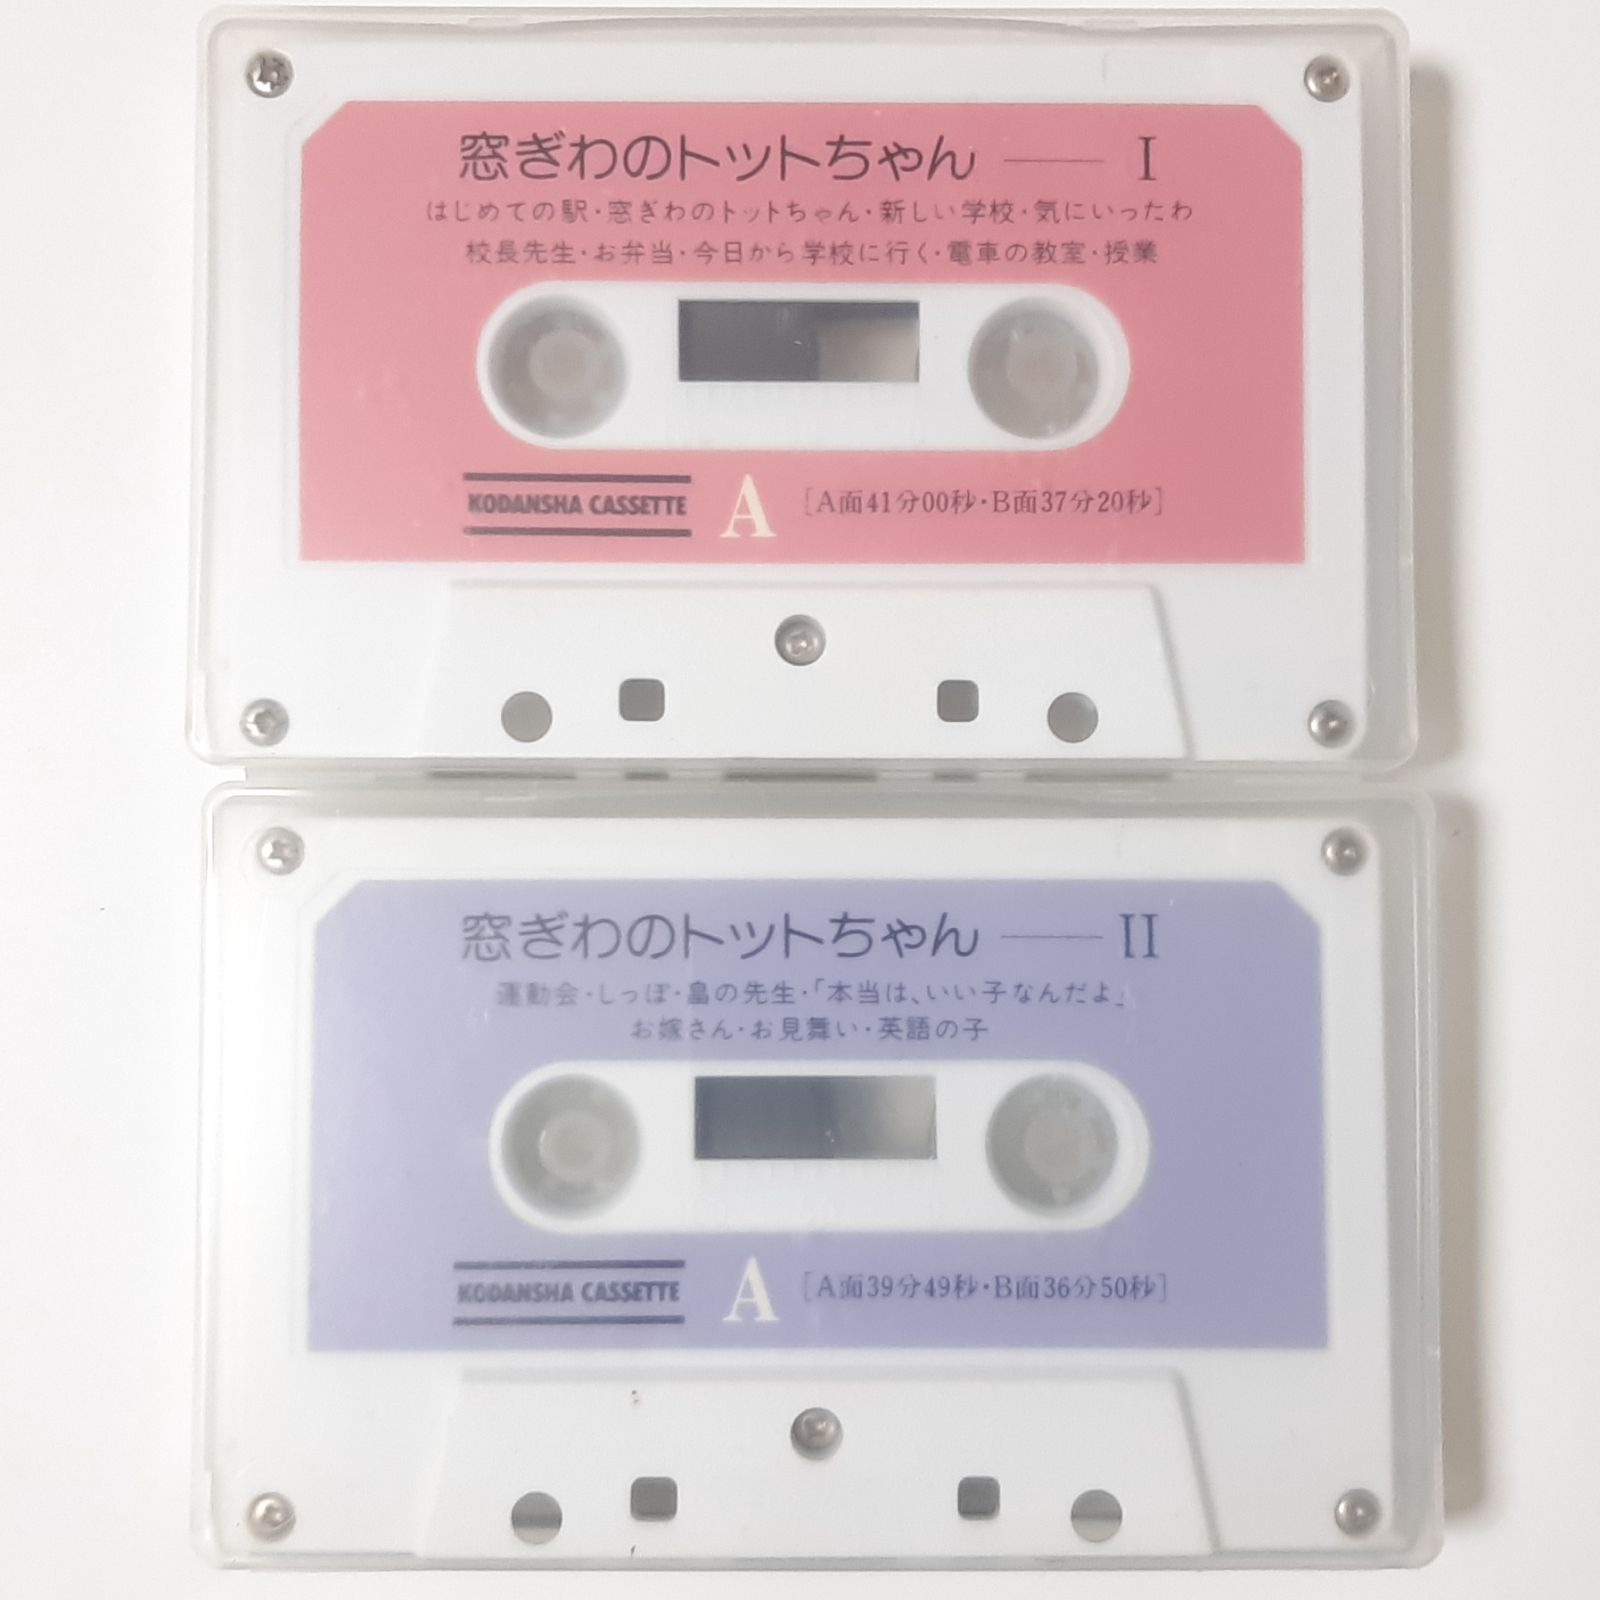 窓ぎわのトットちゃん —— I
はじめての駅・窓ぎわのトットちゃん・新しい学校・気にいったわ
校長先生・お弁当・今日から学校に行く・電車の教室・授業
KODANSHA CASSETTE A [A面41分00秒・B面37分20秒]
窓ぎわのトットちゃん —— II
運動会・しっぽ・畠の先生・「本当は、いい子なんだよ」
お嫁さん・お見舞い・英語の子
KODANSHA CASSETTE A [A面39分49秒・B面36分50秒]